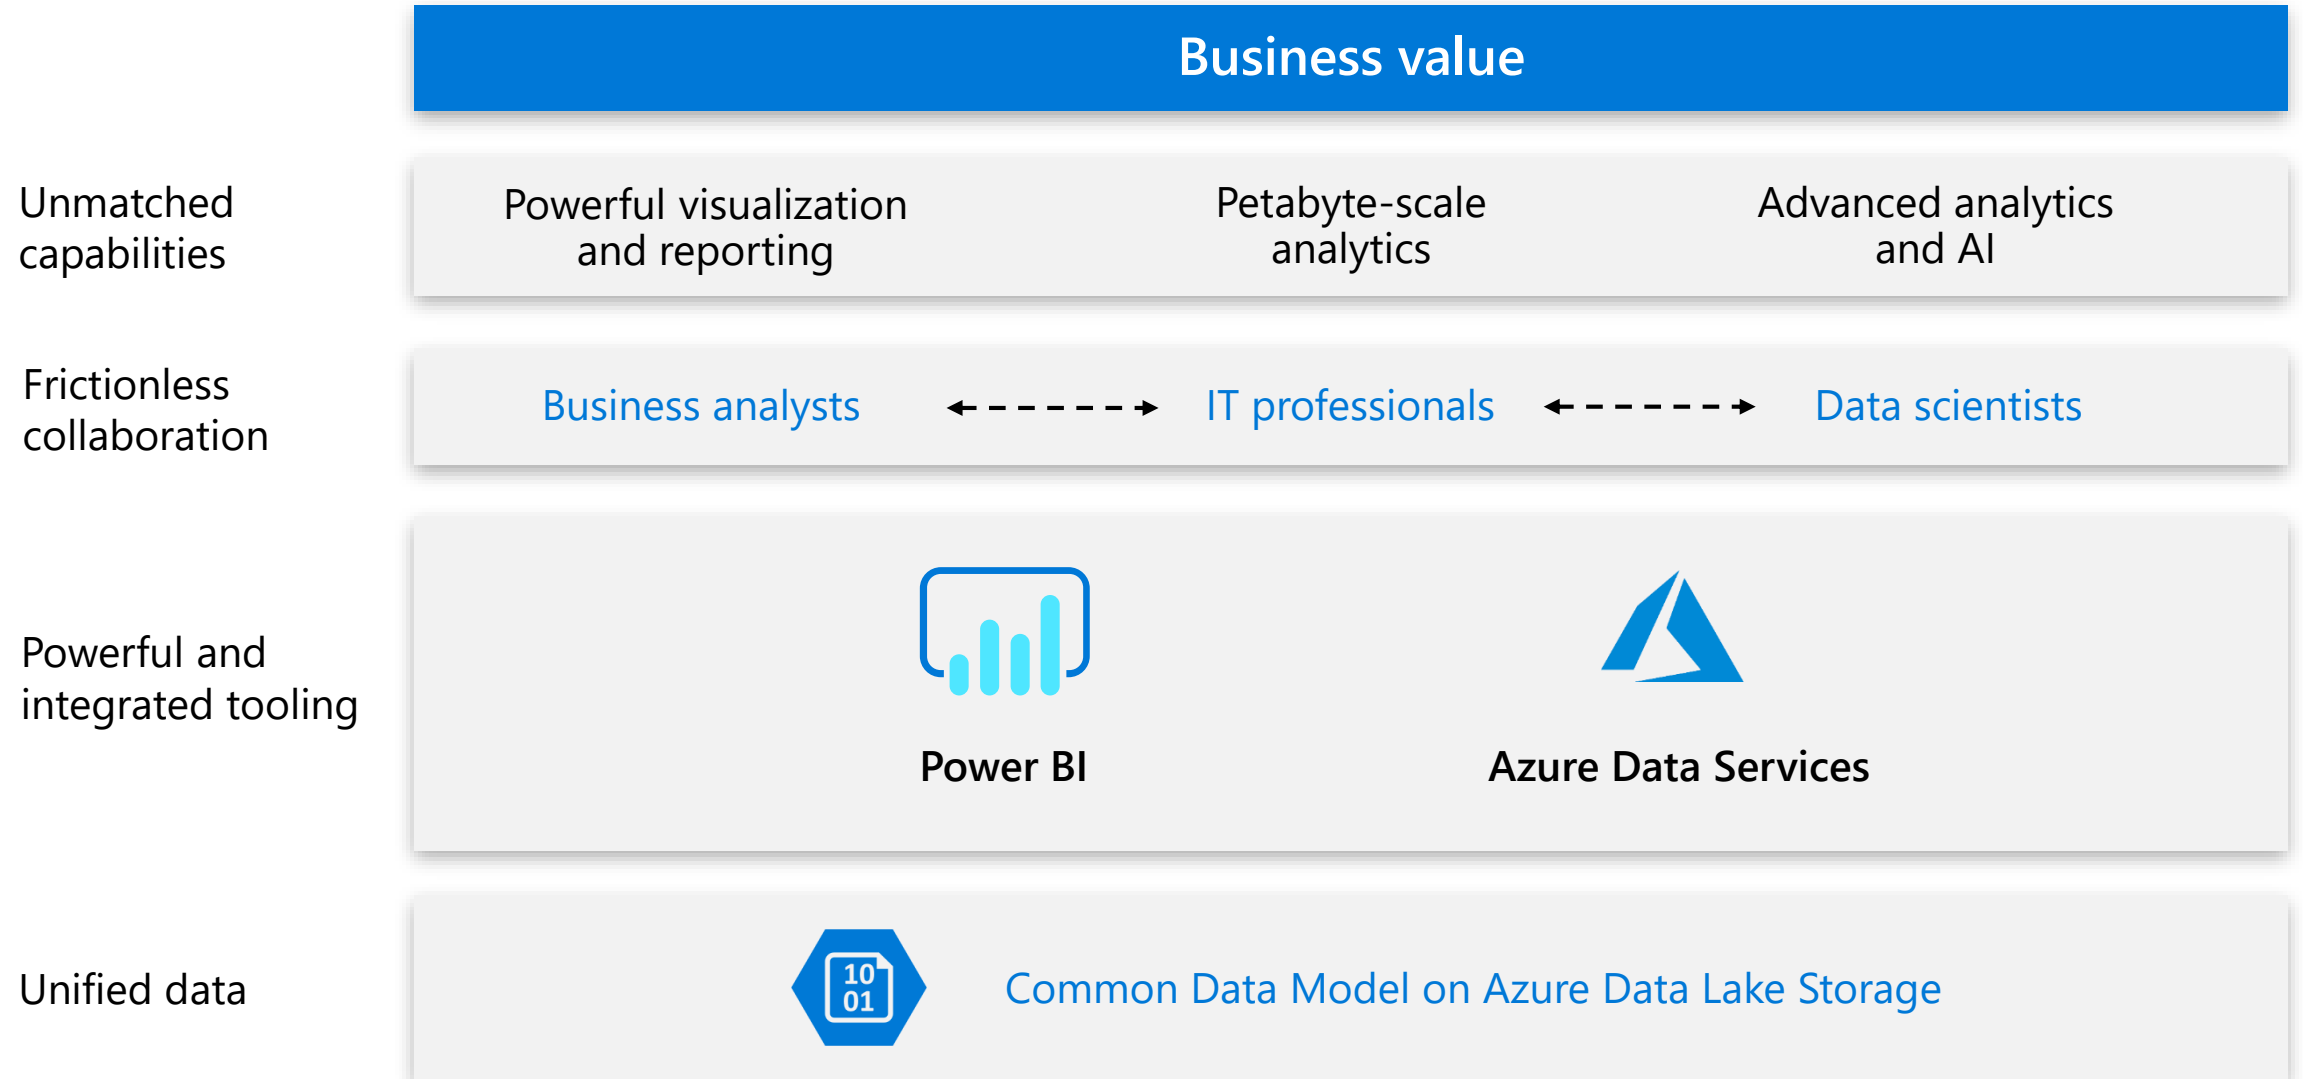 Business value
Unmatched
capabilities
Powerful visualization
and reporting
Petabyte-scale
analytics
Advanced analytics
and AI
Frictionless
collaboration
Business analysts
IT professionals
Data scientists
Powerful and
integrated tooling
Power BI
Azure Data Services
Unified data
10
01
Common Data Model on Azure Data Lake Storage